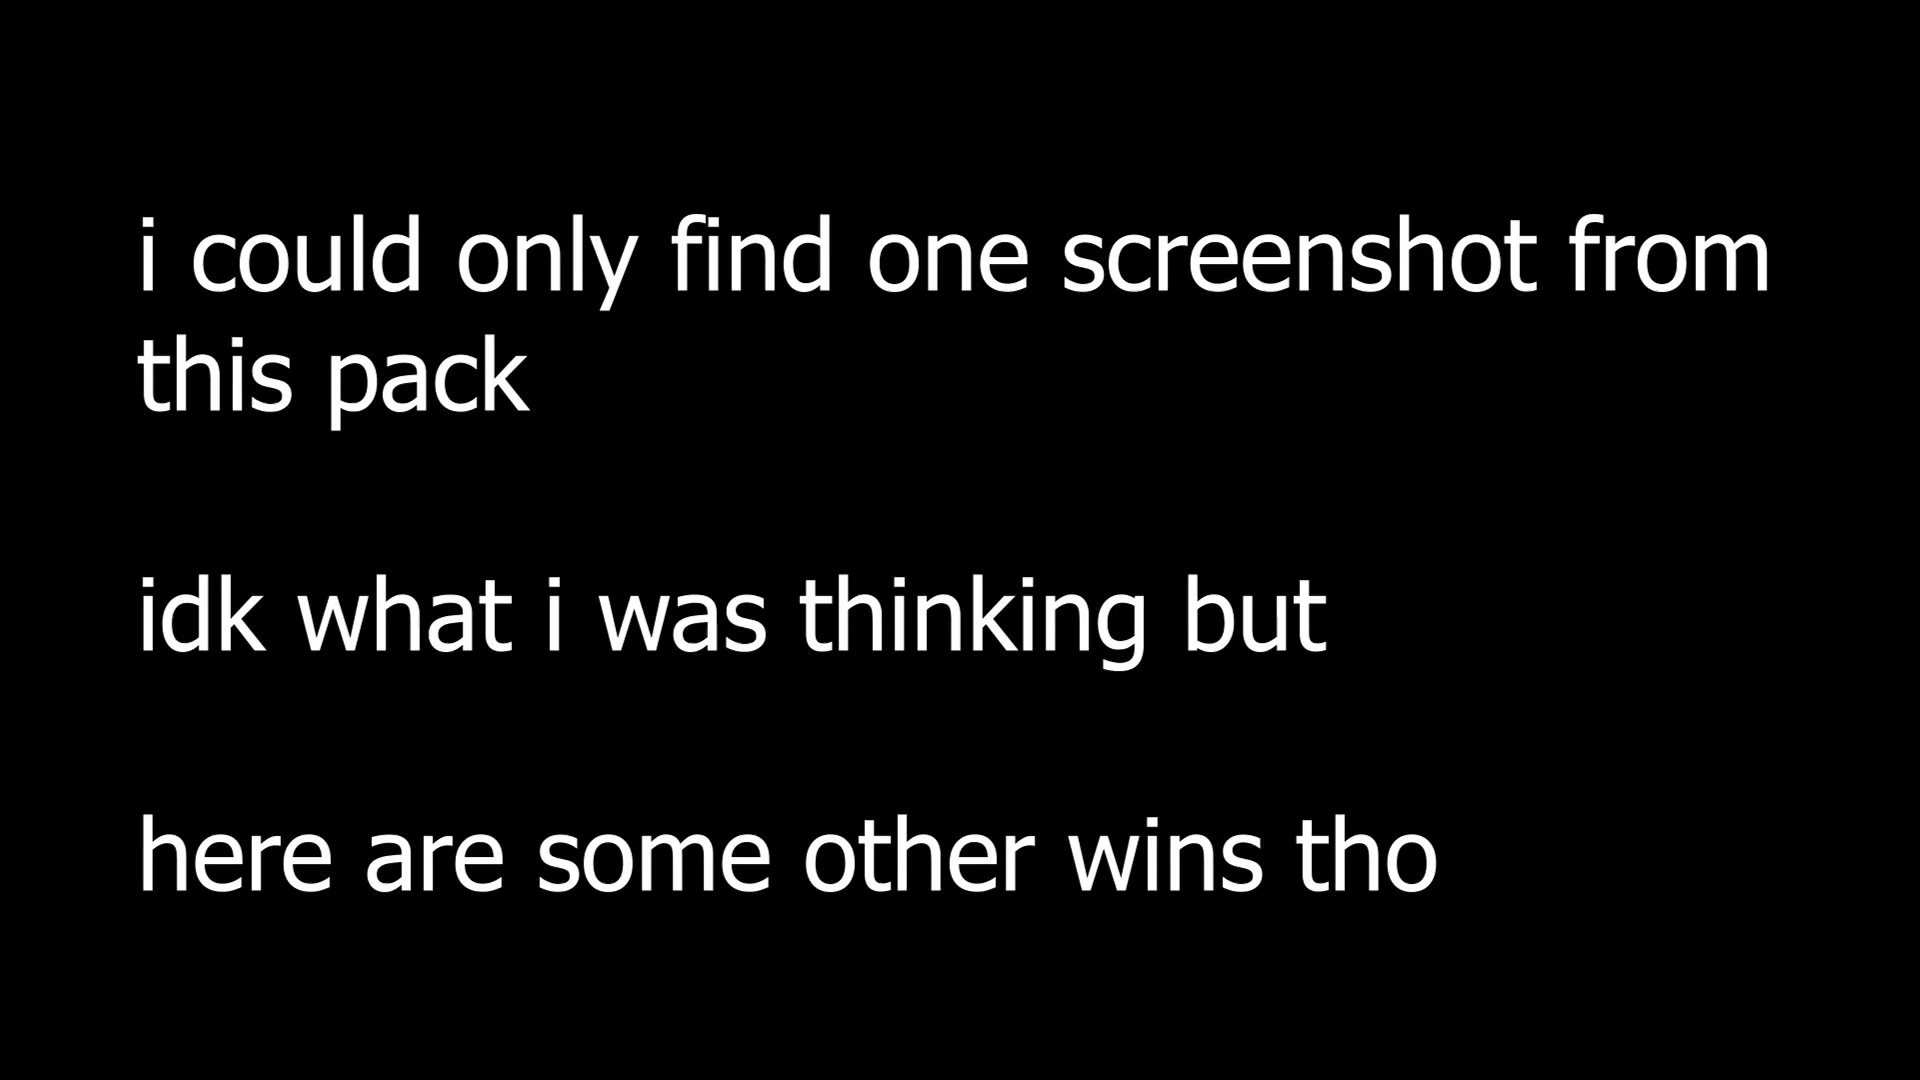 i could only find one screenshot from
this pack
idk what i was thinking but
here are some other wins tho